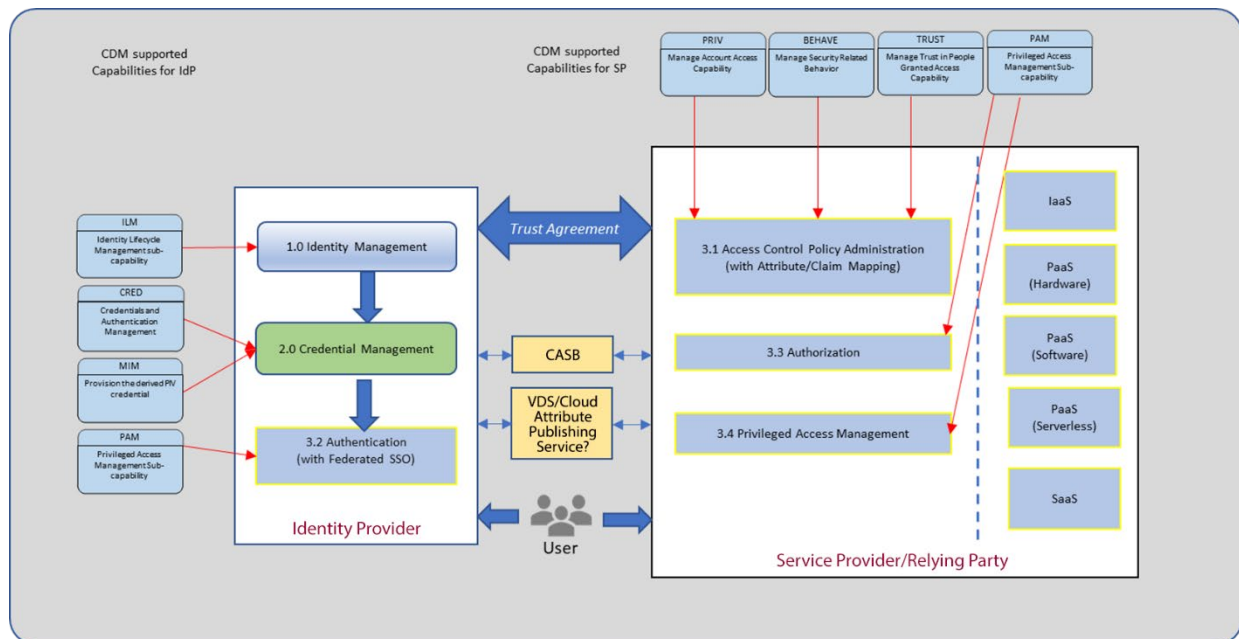 CDM supported
Capabilities for IdP
CDM supported
Capabilities for SP
PRIV
Manage Account Access
Capability
BEHAVE
Manage Security Related
Behavior
TRUST
Manage Trust in People
Granted Access
Capability
PAM
Privileged Access
Management Sub-
capability
ILM
Identity Lifecycle
Management sub-
capability
CRED
Credentials and
Authentication
Management
MIM
Provision the derived PIV
credential
PAM
Privileged Access
Management Sub-
capability
1.0 Identity Management
2.0 Credential Management
3.2 Authentication
(with Federated SSO)
Identity Provider
Trust Agreement
CASB
VDS/Cloud
Attribute
Publishing
Service?
User
3.1 Access Control Policy Administration
(with Attribute/Claim Mapping)
3.3 Authorization
3.4 Privileged Access Management
IaaS
PaaS
(Hardware)
PaaS
(Software)
PaaS
(Serverless)
SaaS
Service Provider/Relying Party